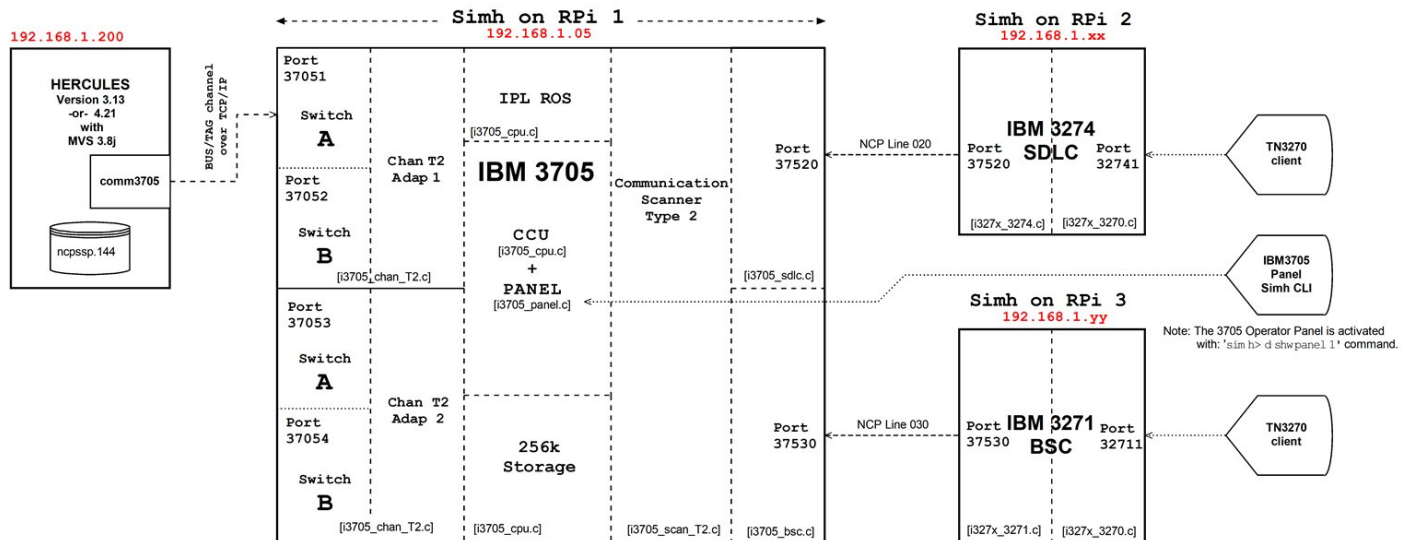 Simh on RPi 1
192.168.1.05
Simh on RPi 2
192.168.1.xx
192.168.1.200
HERCULES
Version 3.13
-or- 4.21
with
MVS 3.8j
comm3705
ncpssp.144
BUS/TAG channel
over TCP/IP
Port
37051
Switch
A
Port
37052
Switch
B
[i3705_chan_T2.c]
Chan T2
Adap 1
Port
37053
Switch
A
Port
37054
Switch
B
[i3705_chan_T2.c]
Chan T2
Adap 2
IPL ROS
[i3705_cpu.c]
IBM 3705
CCU
[i3705_cpu.c]
+
PANEL
[i3705_panel.c]
256k
Storage
[i3705_cpu.c]
Communication
Scanner
Type 2
[i3705_scan_T2.c]
Port
37520
[i3705_sdlc.c]
Port
37530
[i3705_bsc.c]
NCP Line 020
NCP Line 030
IBM 3274
SDLC
Port
37520
Port
32741
[i327x_3274.c]
[i327x_3270.c]
TN3270
client
IBM3705
Panel
Simh CLI
Note: The 3705 Operator Panel is activated
with: 'sim h> d shwpanel 1' command.
Simh on RPi 3
192.168.1.yy
IBM 3271
BSC
Port
37530
Port
32711
[i327x_3271.c]
[i327x_3270.c]
TN3270
client